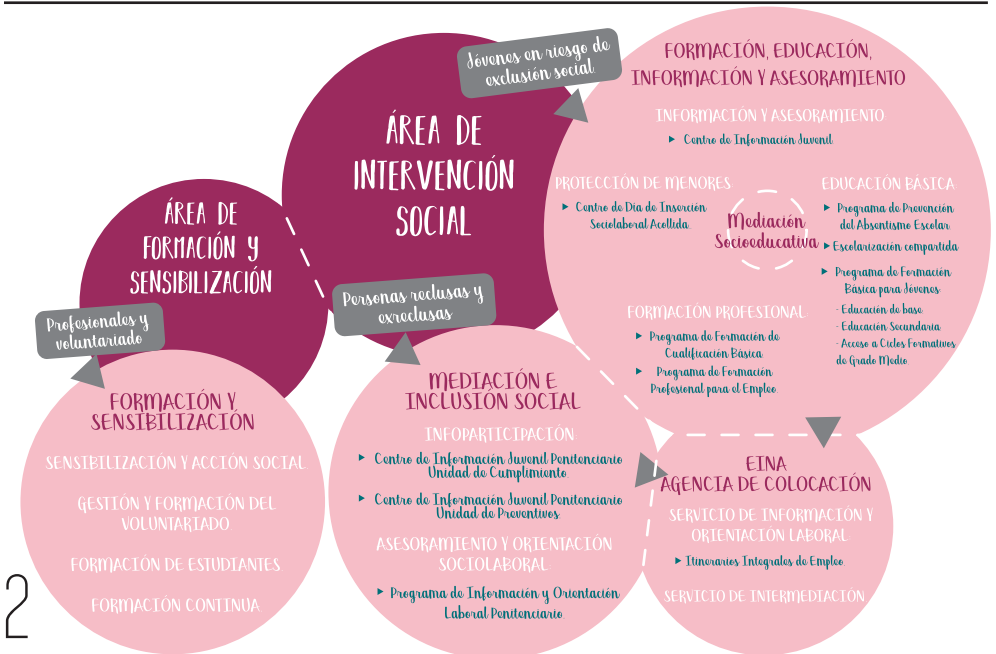 ÁREA DE
FORMACIÓN Y
SENSIBILIZACIÓN
Profesionales y
voluntariado
FORMACIÓN Y
SENSIBILIZACIÓN
SENSIBILIZACIÓN Y ACCIÓN SOCIAL
GESTIÓN Y FORMACIÓN DEL
VOLUNTARIADO.
FORMACIÓN DE ESTUDIANTES
FORMACIÓN CONTINUA
ÁREA DE
INTERVENCIÓN
SOCIAL
Personas reclusas y
exreclusas
MEDIACIÓN E
INCLUSIÓN SOCIAL
INFOPARTICIPACIÓN
Centro de Información Juvenil Penitenciario
Unidad de Cumplimiento.
Centro de Información Juvenil Penitenciario
Unidad de Preventivos.
ASESORAMIENTO Y ORIENTACIÓN
SOCIOLABORAL
Programa de Información y Orientación
Laboral Penitenciario.
Jóvenes en riesgo de
exclusión social
FORMACIÓN, EDUCACIÓN,
INFORMACIÓN Y ASESORAMIENTO
INFORMACIÓN Y ASESORAMIENTO
Centro de Información Juvenil
PROTECCIÓN DE MENORES
Centro de Día de Inserción
Sociolaboral Acollida.
Mediación
Socioeducativa
EDUCACIÓN BÁSICA
Programa de Prevención
del Absentismo Escolar.
Escolarización compartida
Programa de Formación
Básica para Jóvenes
- Educación de base
- Educación Secundaria
- Acceso a Ciclos Formativos
de Grado Medio.
FORMACIÓN PROFESIONAL
Programa de Formación de
Cualificación Básica.
Programa de Formación
Profesional para el Empleo.
EINA
AGENCIA DE COLOCACIÓN
SERVICIO DE INFORMACIÓN Y
ORIENTACIÓN LABORAL
Itinerarios Integrales de Empleo
SERVICIO DE INTERMEDIACIÓN
2